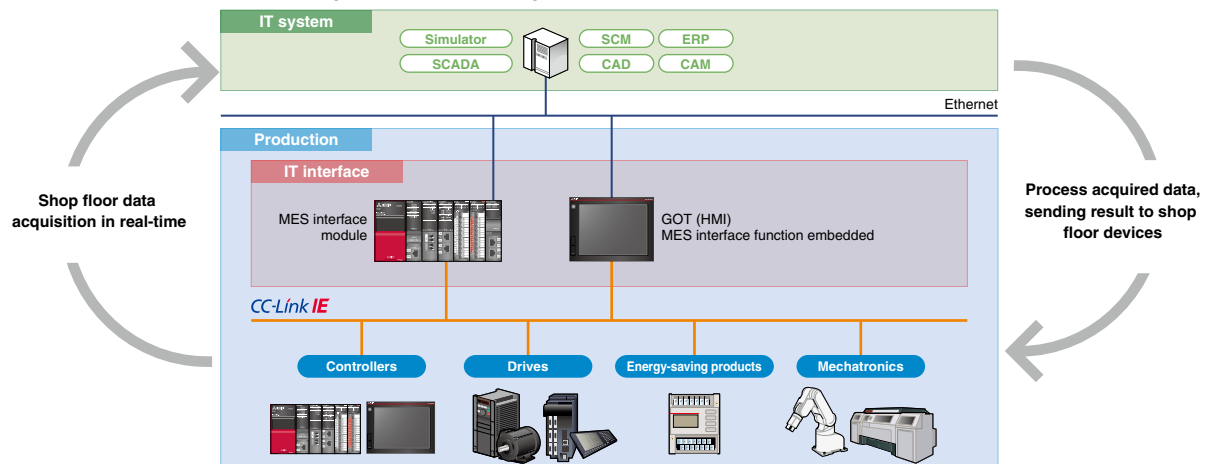 IT system
Simulator
SCM
ERP
SCADA
CAD
CAM
Ethernet
Production
IT interface
Shop floor data
acquisition in real-time
MES interface
module
GOT (HMI)
MES interface function embedded
Process acquired data,
sending result to shop
floor devices
CC-Link IE
Controllers
Drives
Energy-saving products
Mechatronics